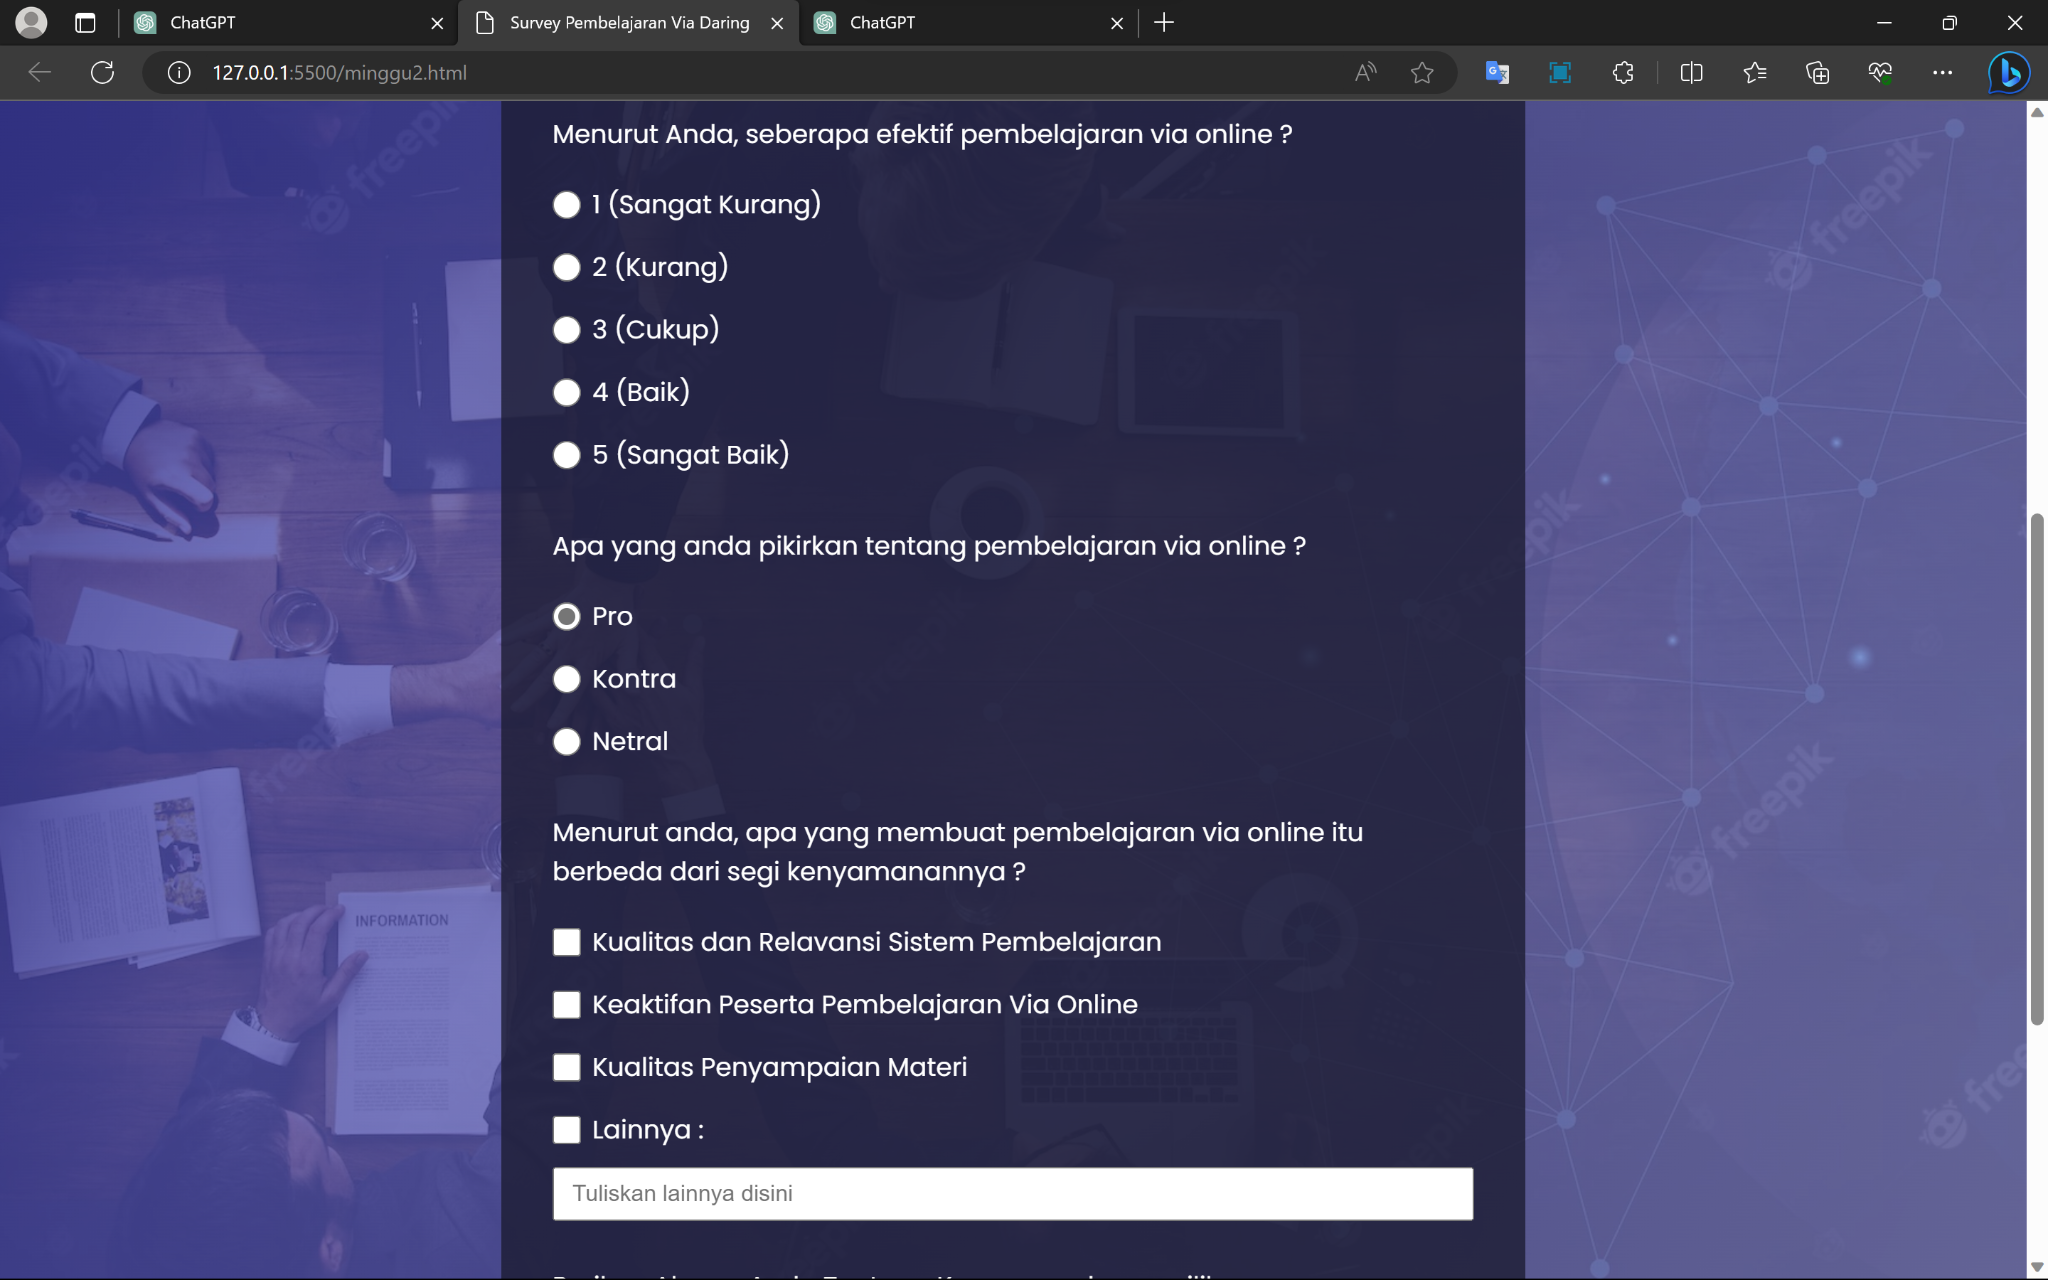 ChatGPT
Survey Pembelajaran Via Daring
ChatGPT
127.0.0.1:5500/minggu2.html
Menurut Anda, seberapa efektif pembelajaran via online ?
1 (Sangat Kurang)
2 (Kurang)
3 (Cukup)
4 (Baik)
5 (Sangat Baik)
Apa yang anda pikirkan tentang pembelajaran via online ?
Pro
Kontra
Netral
Menurut anda, apa yang membuat pembelajaran via online itu
berbeda dari segi kenyamanannya ?
Kualitas dan Relavansi Sistem Pembelajaran
Keaktifan Peserta Pembelajaran Via Online
Kualitas Penyampaian Materi
Lainnya :
Tuliskan lainnya disini
INFORMATION
freepik
freepik
freepik